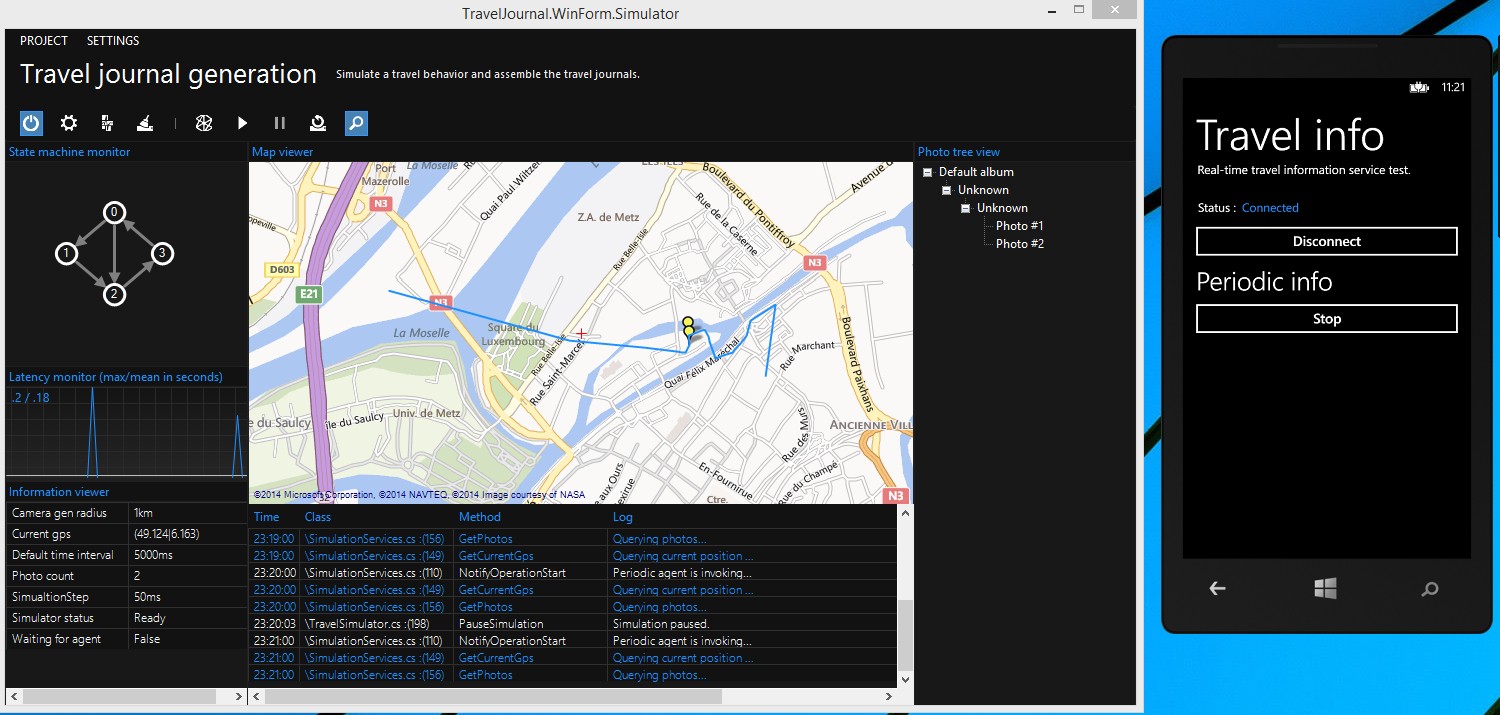 TravelJournal.WinForm.Simulator
PROJECT SETTINGS
Travel journal generation Simulate a travel behavior and assemble the travel journals.
State machine monitor
0
1
3
2
Latency monitor (max/mean in seconds)
.2 / .18
Information viewer
Camera gen radius 1km
Current gps (49.124|6.163)
Default time interval 5000ms
Photo count 2
SimualtionStep 50ms
Simulator status Ready
Waiting for agent False
Map viewer
Port
Mazerolle
La Moselle
N3
Quai Paul Wiltzer
Z.A. de Metz
Boulevard du Pontiffroy
Avenue
Rue de la Caserne
Rue Belle-Isle
D603
E21
N3
N3
La Moselle
Square du
Luxembourg
Rue Belle-Isle
Rue Saint-Marcel
Quai Félix Maréchal
Rue Marchant
Boulevard Paixhans
Univ. de Metz
île du Saulcy
e du Saulcy
ANCIENNE VILL
Rue des Murs
En-Fournirue
Rue du Champé
Ctre.
N3
©2014 Microsoft Corporation, ©2014 NAVTEQ, ©2014 Image courtesy of NASA
Time Class Method Log
23:19:00 \SimulationServices.cs :(156) GetPhotos Querying photos...
23:19:00 \SimulationServices.cs :(149) GetCurrentGps Querying current position ...
23:20:00 \SimulationServices.cs :(110) NotifyOperationStart Periodic agent is invoking...
23:20:00 \SimulationServices.cs :(149) GetCurrentGps Querying current position ...
23:20:00 \SimulationServices.cs :(156) GetPhotos Querying photos...
23:20:03 \TravelSimulator.cs :(198) PauseSimulation Simulation paused.
23:21:00 \SimulationServices.cs :(110) NotifyOperationStart Periodic agent is invoking...
23:21:00 \SimulationServices.cs :(149) GetCurrentGps Querying current position ...
23:21:00 \SimulationServices.cs :(156) GetPhotos Querying photos...
Photo tree view
Default album
Unknown
Unknown
Photo #1
Photo #2
11:21
Travel info
Real-time travel information service test.
Status : Connected
Disconnect
Periodic info
Stop